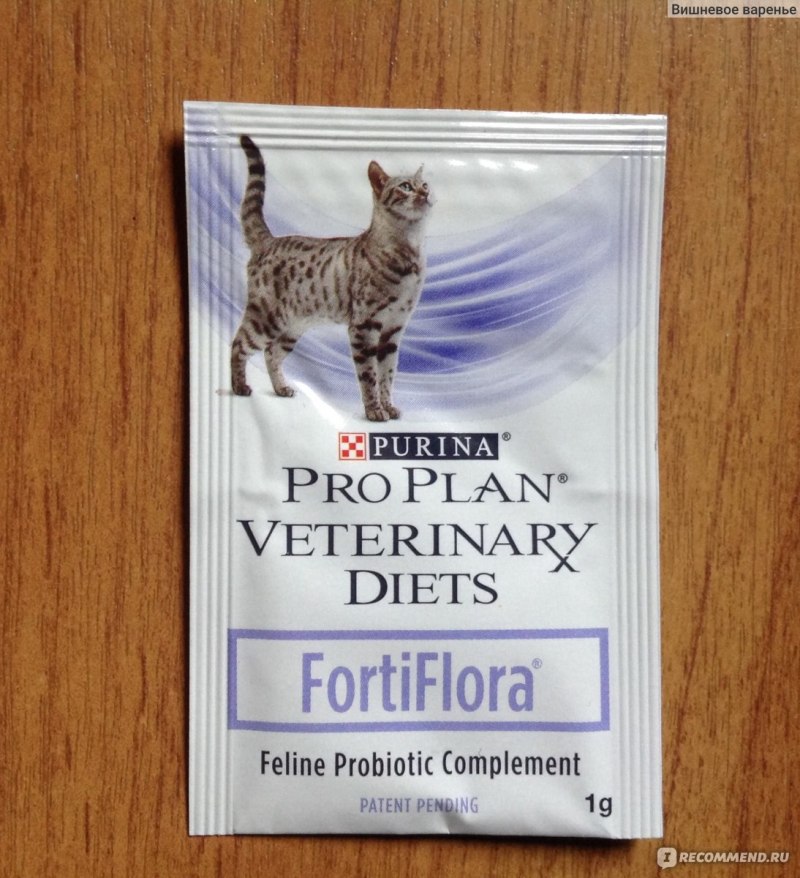 Вишневое варенье
PURINA®
PRO PLAN®
VETERINARY
DIETS
FortiFlora®
Feline Probiotic Complement
PATENT PENDING
1g
I RECOMMEND.RU